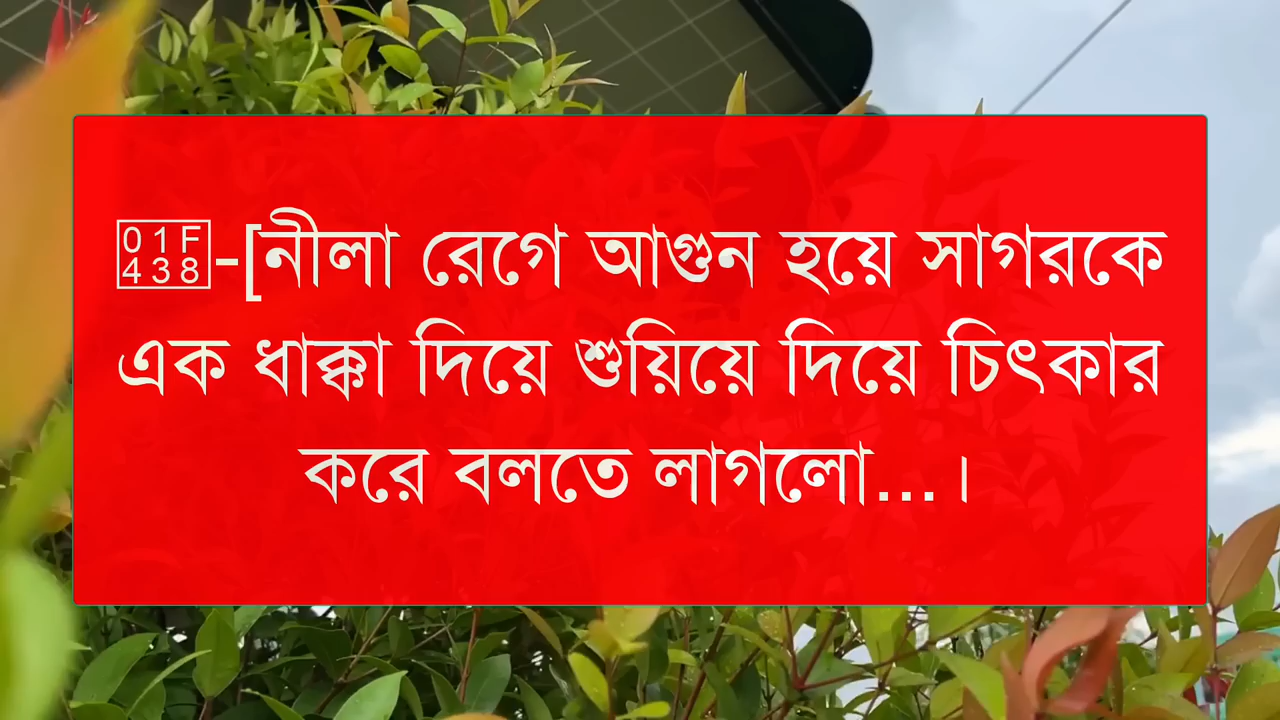 🐸-[নীলা রেগে আগুন হয়ে সাগরকে
এক ধাক্কা দিয়ে শুয়িয়ে দিয়ে চিৎকার
করে বলতে লাগলো...।